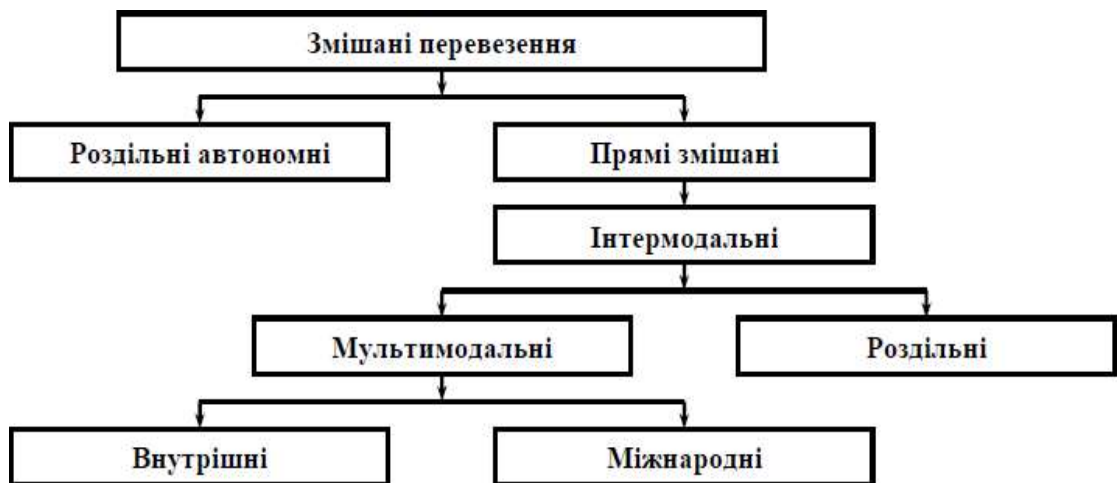 Змішані перевезення
Роздільні автономні
Прямі змішані
Інтермодальні
Мультимодальні
Роздільні
Внутрішні
Міжнародні